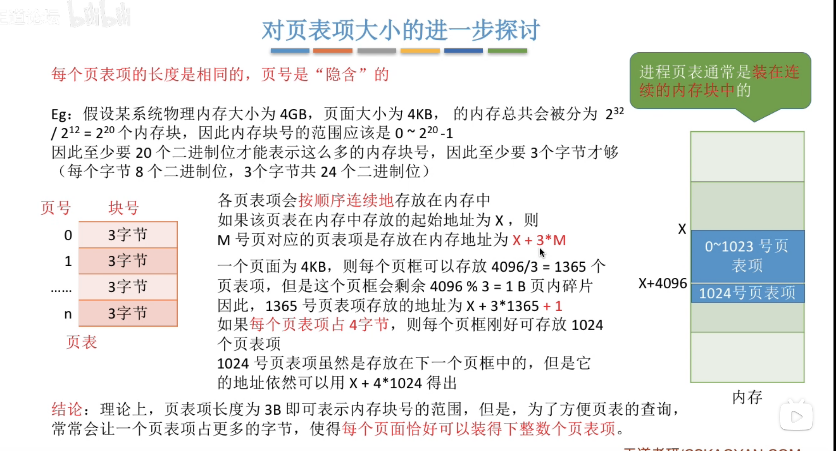 对页表项大小的进一步探讨
每个页表项的长度是相同的，页号是“隐含”的
Eg：假设某系统物理内存大小为 4GB，页面大小为 4KB， 的内存总共会被分为 2³²
/ 2¹² = 2²⁰ 个内存块，因此内存块号的范围应该是 0 ~ 2²⁰ -1
因此至少要 20 个二进制位才能表示这么多的内存块号，因此至少要 3个字节才够
（每个字节 8 个二进制位，3个字节共 24 个二进制位）
页号 块号
0 3字节
1 3字节
…… 3字节
n 3字节
页表
各页表项会按顺序连续地存放在内存中
如果该页表在内存中存放的起始地址为 X ，则
M 号页对应的页表项是存放在内存地址为 X + 3*M
一个页面为 4KB，则每个页框可以存放 4096/3 = 1365 个
页表项，但是这个页框会剩余 4096 % 3 = 1 B 页内碎片
因此，1365 号页表项存放的地址为 X + 3*1365 + 1
如果每个页表项占 4字节，则每个页框刚好可存放 1024
个页表项
1024 号页表项虽然是存放在下一个页框中的，但是它
的地址依然可以用 X + 4*1024 得出
进程页表通常是装在连
续的内存块中的
X
0~1023 号页
表项
X+4096
1024号页表项
内存
结论：理论上，页表项长度为 3B 即可表示内存块号的范围，但是，为了方便页表的查询，
常常会让一个页表项占更多的字节，使得每个页面恰好可以装得下整数个页表项。